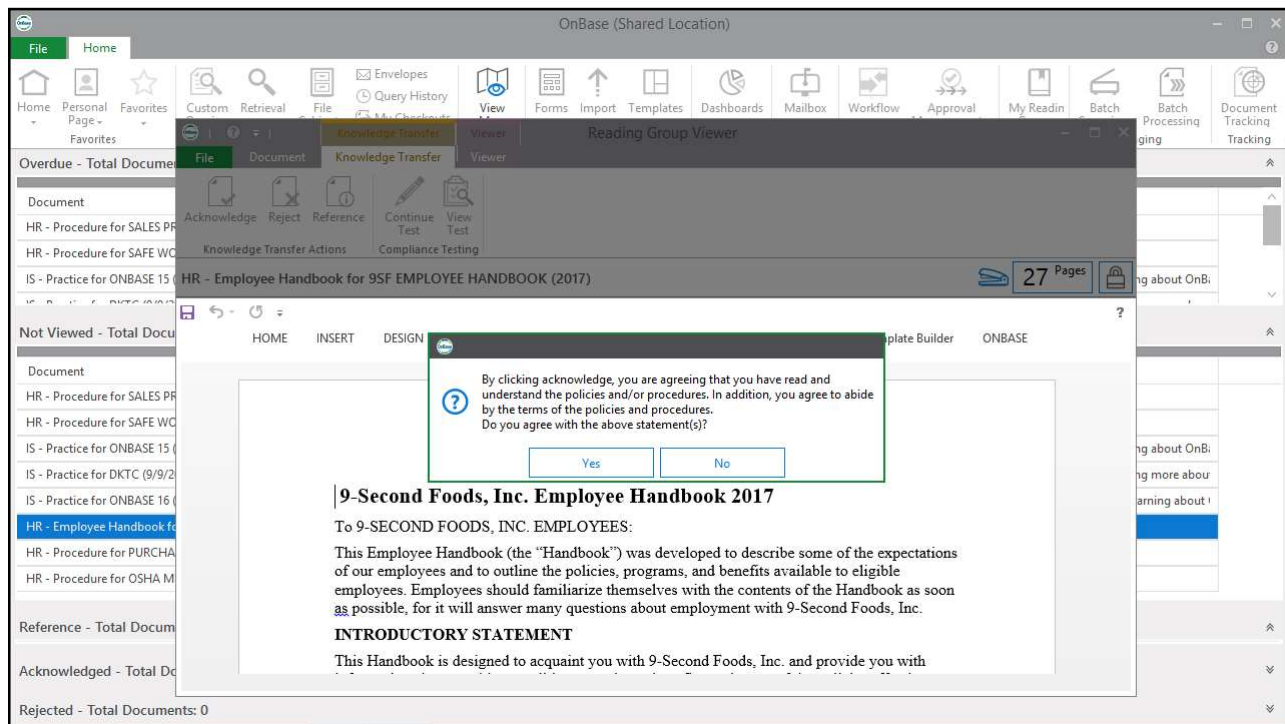 OnBase
OnBase (Shared Location)
File Home
Home Personal Page Favorites Custom Retrieval File Envelopes Query History My Checkouts View Forms Import Templates Dashboards Mailbox Workflow Approval My Readin Batch Batch Processing Document Tracking
Favorites ging Tracking
Knowledge Transfer Viewer Reading Group Viewer
File Document Knowledge Transfer Viewer
Acknowledge Reject Reference Continue Test View Test
Knowledge Transfer Actions Compliance Testing
HR - Employee Handbook for 9SF EMPLOYEE HANDBOOK (2017) 27 Pages
HOME INSERT DESIGN plate Builder ONBASE ?
By clicking acknowledge, you are agreeing that you have read and
understand the policies and/or procedures. In addition, you agree to abide
by the terms of the policies and procedures.
Do you agree with the above statement(s)?
Yes No
9-Second Foods, Inc. Employee Handbook 2017
To 9-SECOND FOODS, INC. EMPLOYEES:
This Employee Handbook (the “Handbook”) was developed to describe some of the expectations
of our employees and to outline the policies, programs, and benefits available to eligible
employees. Employees should familiarize themselves with the contents of the Handbook as soon
as possible, for it will answer many questions about employment with 9-Second Foods, Inc.
INTRODUCTORY STATEMENT
This Handbook is designed to acquaint you with 9-Second Foods, Inc. and provide you with
Overdue - Total Docume
Document
HR - Procedure for SALES PR
HR - Procedure for SAFE WO
IS - Practice for ONBASE 15 ( ng about OnBa
Not Viewed - Total Docu
Document
HR - Procedure for SALES PR
HR - Procedure for SAFE WO
IS - Practice for ONBASE 15 ( ng about OnBa
IS - Practice for DKTC (9/9/2 ng more abou
IS - Practice for ONBASE 16 ( arning about
HR - Employee Handbook fo
HR - Procedure for PURCHA
HR - Procedure for OSHA M
Reference - Total Docum
Acknowledged - Total Do
Rejected - Total Documents: 0